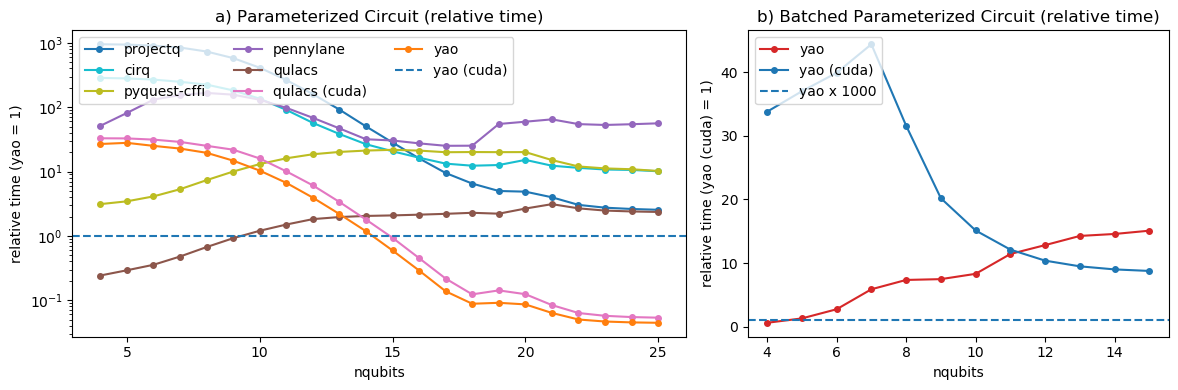 a) Parameterized Circuit (relative time)
relative time (yao = 1)
10³
10²
10¹
10⁰
10⁻¹
projectq
cirq
pyquest-cffi
pennylane
qulacs
qulacs (cuda)
yao
yao (cuda)
5 10 15 20 25
nqubits
b) Batched Parameterized Circuit (relative time)
relative time (yao (cuda) = 1)
40
30
20
10
0
yao
yao (cuda)
yao x 1000
4 6 8 10 12 14
nqubits